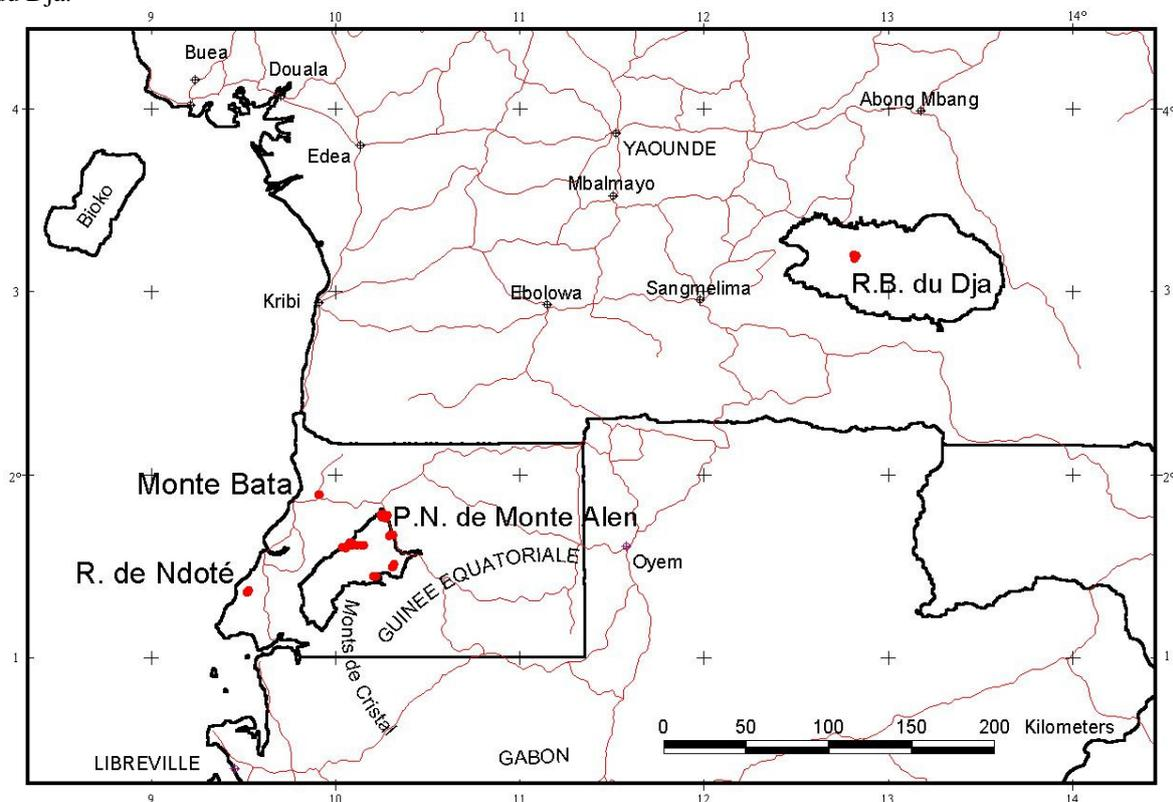 du Dja.
9 10 11 12 13 14°
Buea
Douala
Abong Mbang
4 4°
YAOUNDE
Edea
Mbalmayo
Bioko
R.B. du Dja
Sangmelima
Ebolowa
Kribi
3 3
2° 2°
Monte Bata
P.N. de Monte Alen
GUINEE EQUATORIALE
Oyem
R. de Ndoté
Monts de Cristal
1 1
0 50 100 150 200 Kilometers
GABON
LIBREVILLE
9 10 11 12 13 14